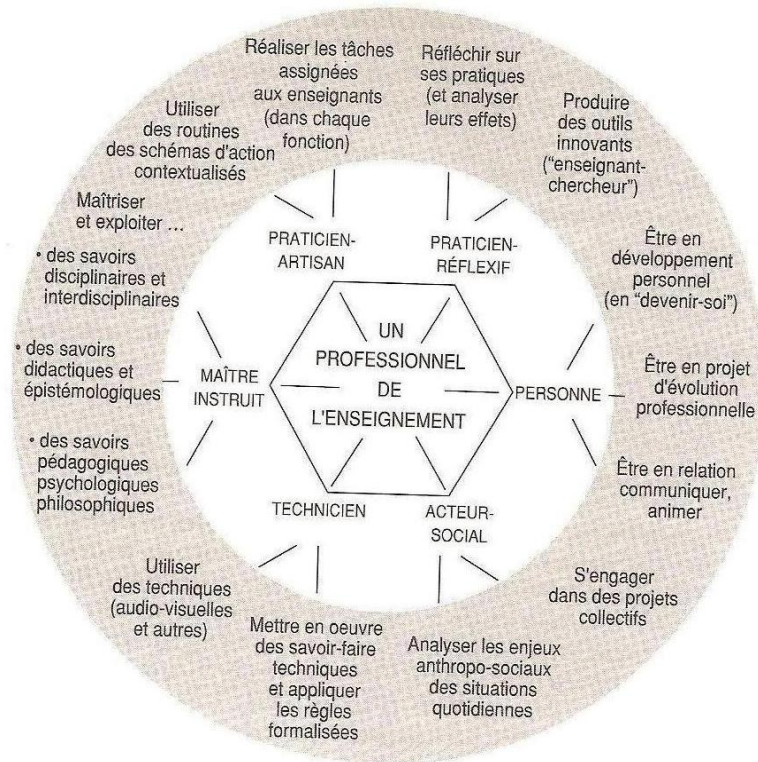 Réaliser les tâches
assignées
aux enseignants
(dans chaque
fonction)
Réfléchir sur
ses pratiques
(et analyser
leurs effets)
Produire
des outils
innovants
("enseignant-
chercheur")
Utiliser
des routines
des schémas d'action
contextualisés
Maîtriser
et exploiter ...
• des savoirs
disciplinaires et
interdisciplinaires
• des savoirs
didactiques et
épistémologiques
• des savoirs
pédagogiques
psychologiques
philosophiques
PRATICIEN-
ARTISAN
PRATICIEN-
RÉFLEXIF
UN
PROFESSIONNEL
DE
L'ENSEIGNEMENT
MAÎTRE
INSTRUIT
PERSONNE
TECHNICIEN
ACTEUR-
SOCIAL
Être en
développement
personnel
(en "devenir-soi")
Être en projet
d'évolution
professionnelle
Être en relation
communiquer,
animer
S'engager
dans des projets
collectifs
Utiliser
des techniques
(audio-visuelles
et autres)
Mettre en oeuvre
des savoir-faire
techniques
et appliquer
les règles
formalisées
Analyser les enjeux
anthropo-sociaux
des situations
quotidiennes